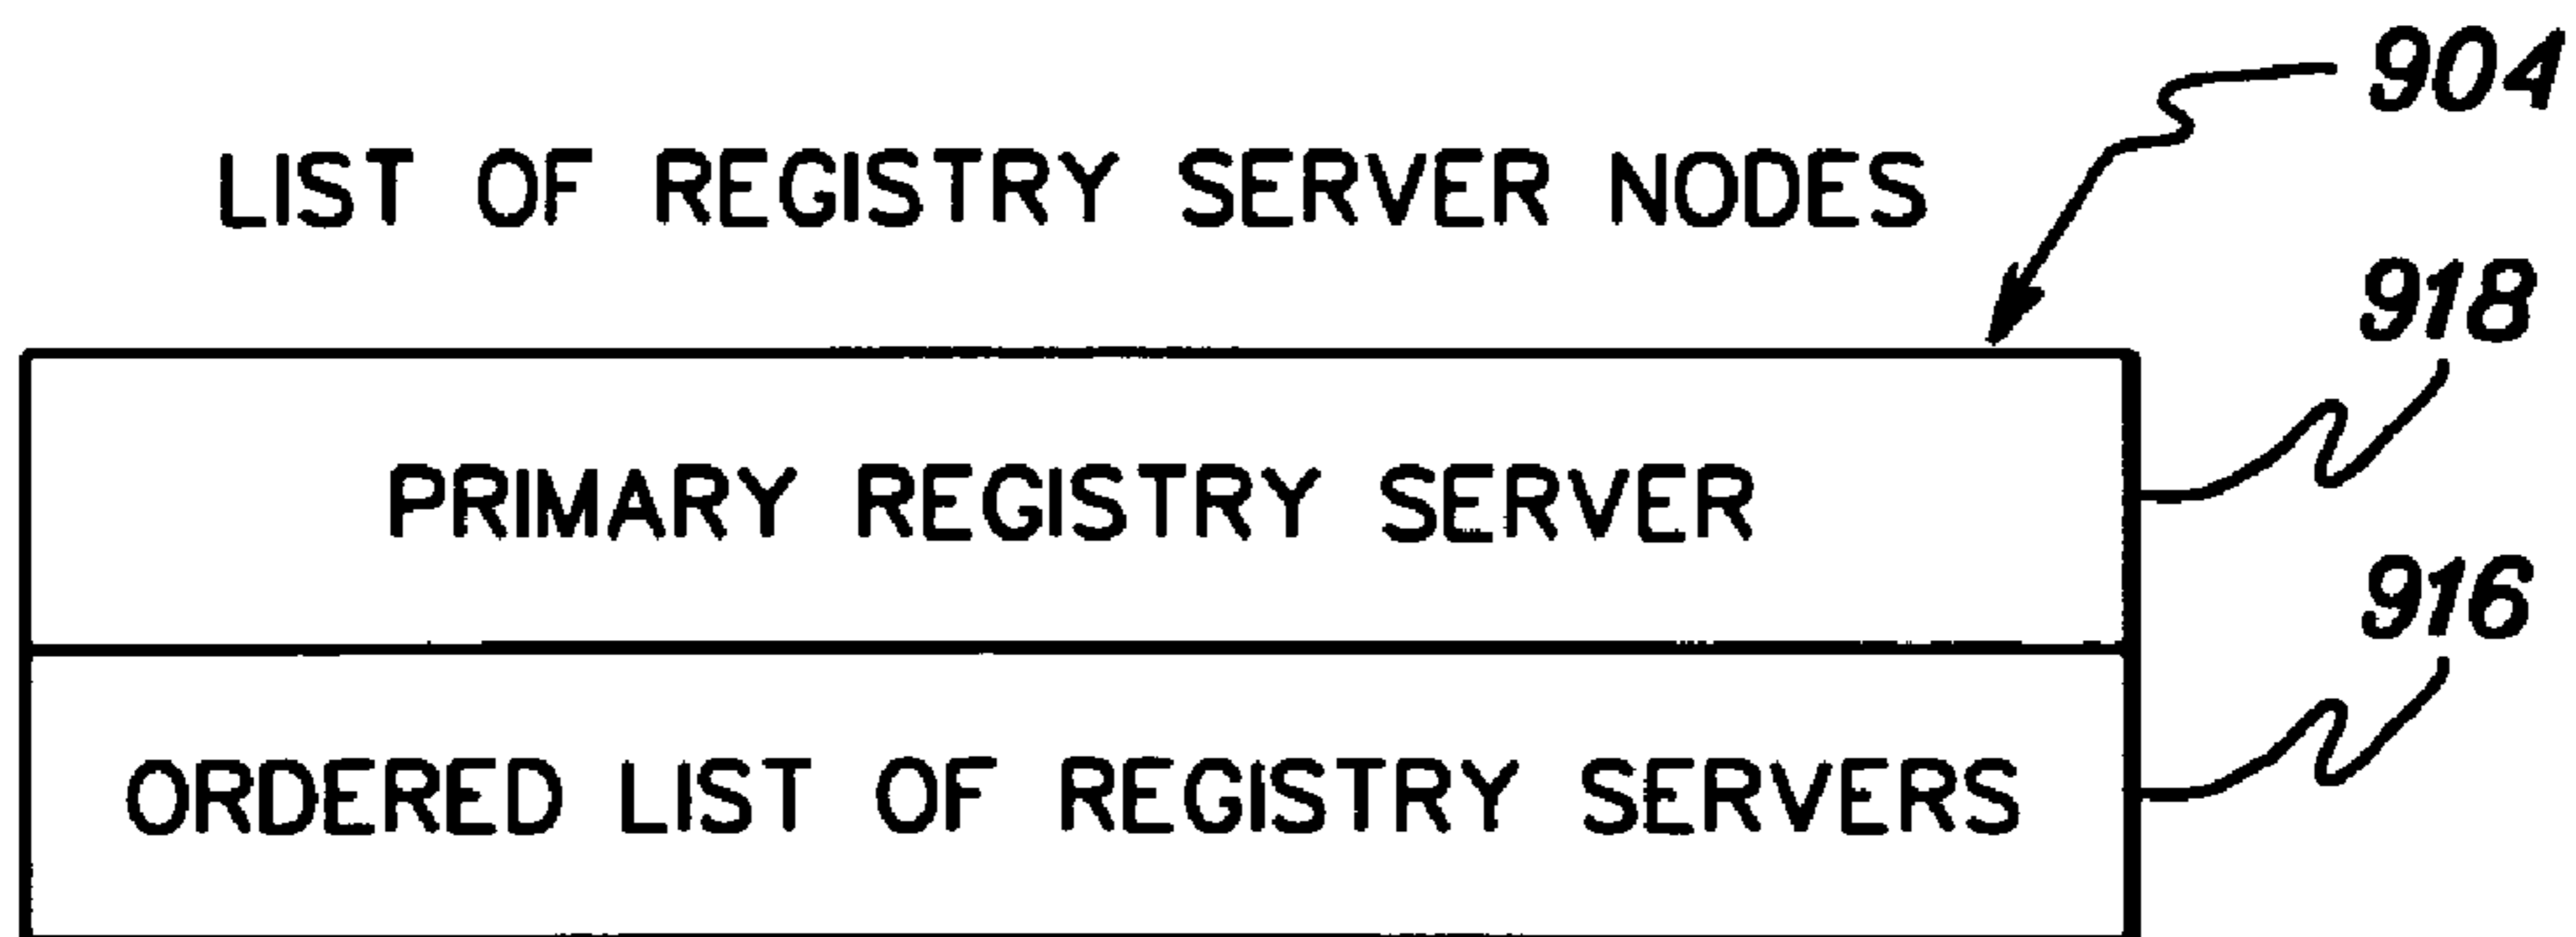 904
LIST OF REGISTRY SERVER NODES
918
PRIMARY REGISTRY SERVER
916
ORDERED LIST OF REGISTRY SERVERS